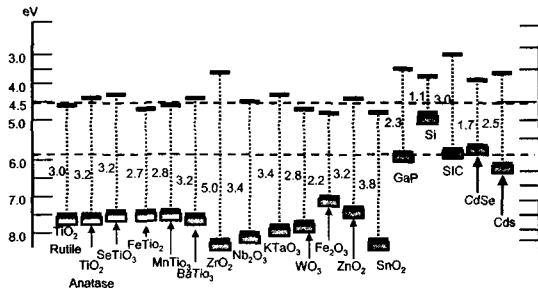 eV
3.0
4.0
4.5
5.0
6.0
7.0
8.0
3.0
3.2
3.2
2.7
2.8
3.2
5.0
3.4
3.4
2.8
2.2
3.2
3.8
2.3
1.1
3.0
1.7
2.5
TiO2
Rutile
TiO2
Anatase
SeTiO3
FeTiO2
MnTiO3
BaTia3
ZrO2
Nb2O3
KTaO3
WO3
Fe2O3
ZnO2
SnO2
GaP
Si
SIC
CdSe
Cds